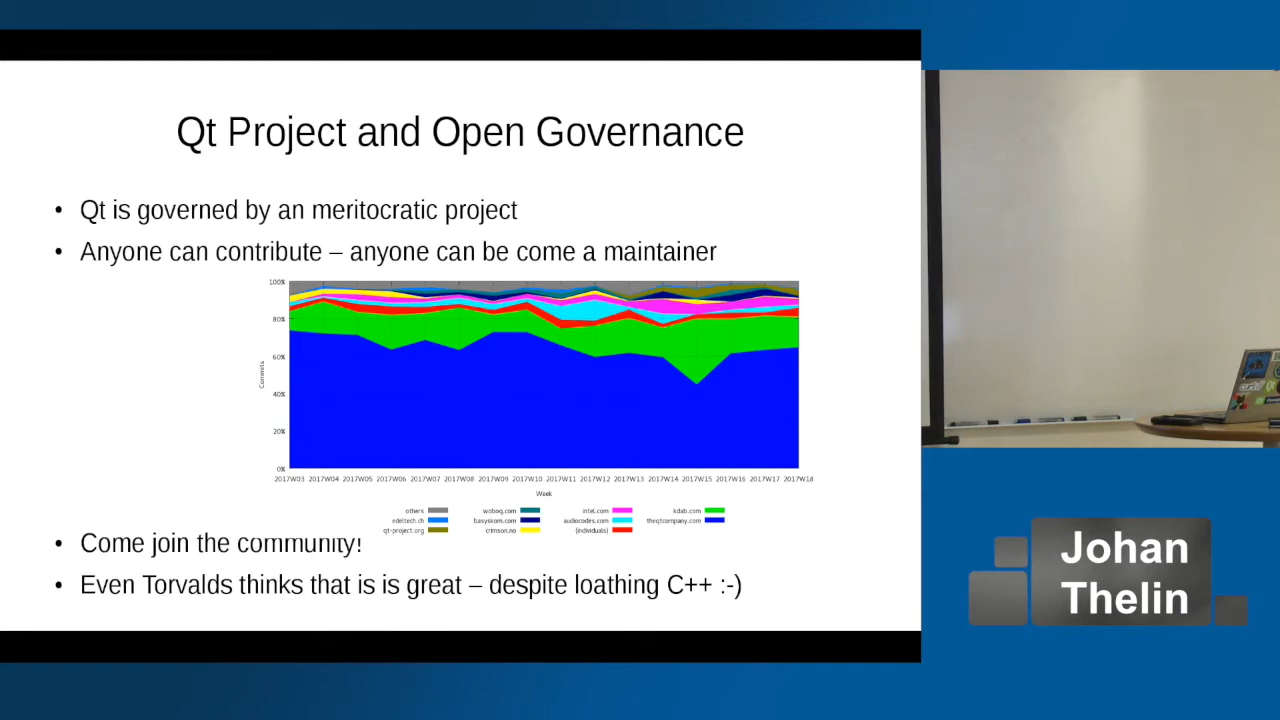 Qt Project and Open Governance
• Qt is governed by an meritocratic project
• Anyone can contribute – anyone can be come a maintainer
100%
80%
60%
40%
20%
0%
Commits
2017W03 2017W04 2017W05 2017W06 2017W07 2017W08 2017W09 2017W10 2017W11 2017W12 2017W13 2017W14 2017W15 2017W16 2017W17 2017W18
Week
others woboq.com intel.com kdab.com
edeltech.ch basyskom.com audiocodes.com theqtcompany.com
qt-project.org crimson.no (individuals)
• Come join the community!
• Even Torvalds thinks that is is great – despite loathing C++ :-)
Johan
Thelin